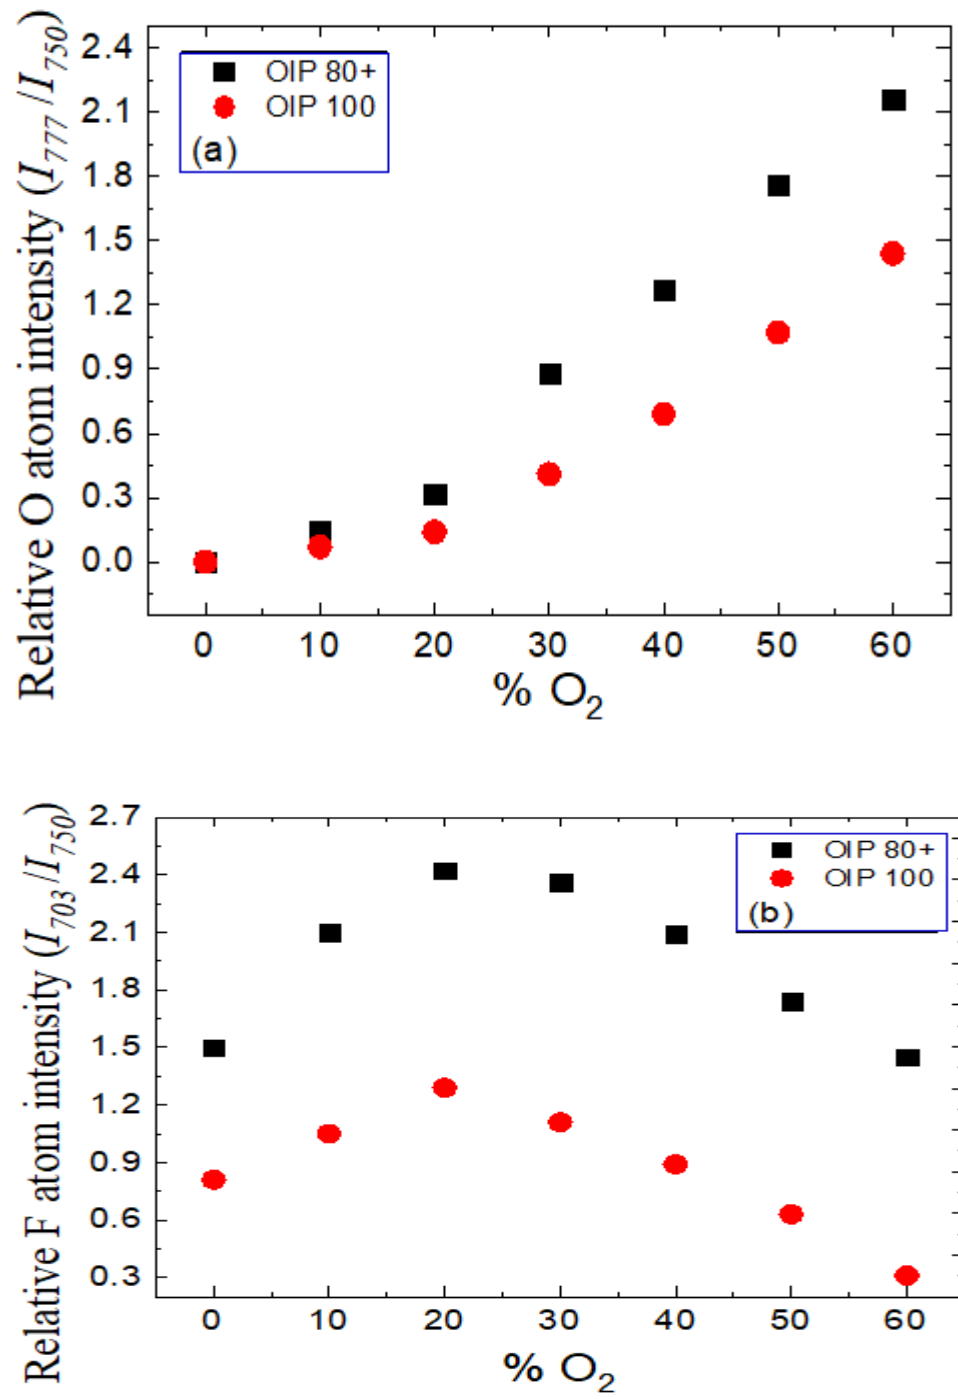 Relative O atom intensity (I777/I750)
2.4
2.1
1.8
1.5
1.2
0.9
0.6
0.3
0.0
OIP 80+
OIP 100
(a)
0 10 20 30 40 50 60
% O2
Relative F atom intensity (I703/I750)
2.7
2.4
2.1
1.8
1.5
1.2
0.9
0.6
0.3
OIP 80+
OIP 100
(b)
0 10 20 30 40 50 60
% O2